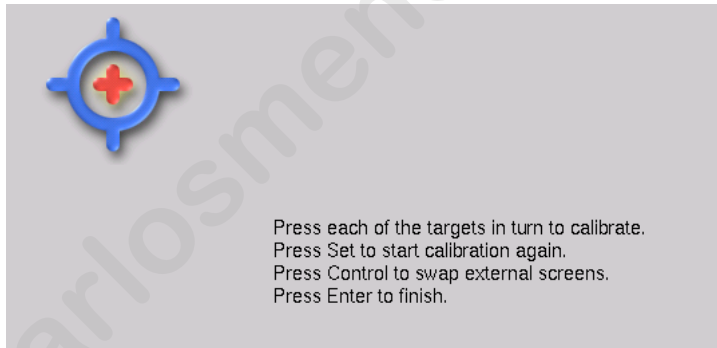 Press each of the targets in turn to calibrate.
Press Set to start calibration again.
Press Control to swap external screens.
Press Enter to finish.